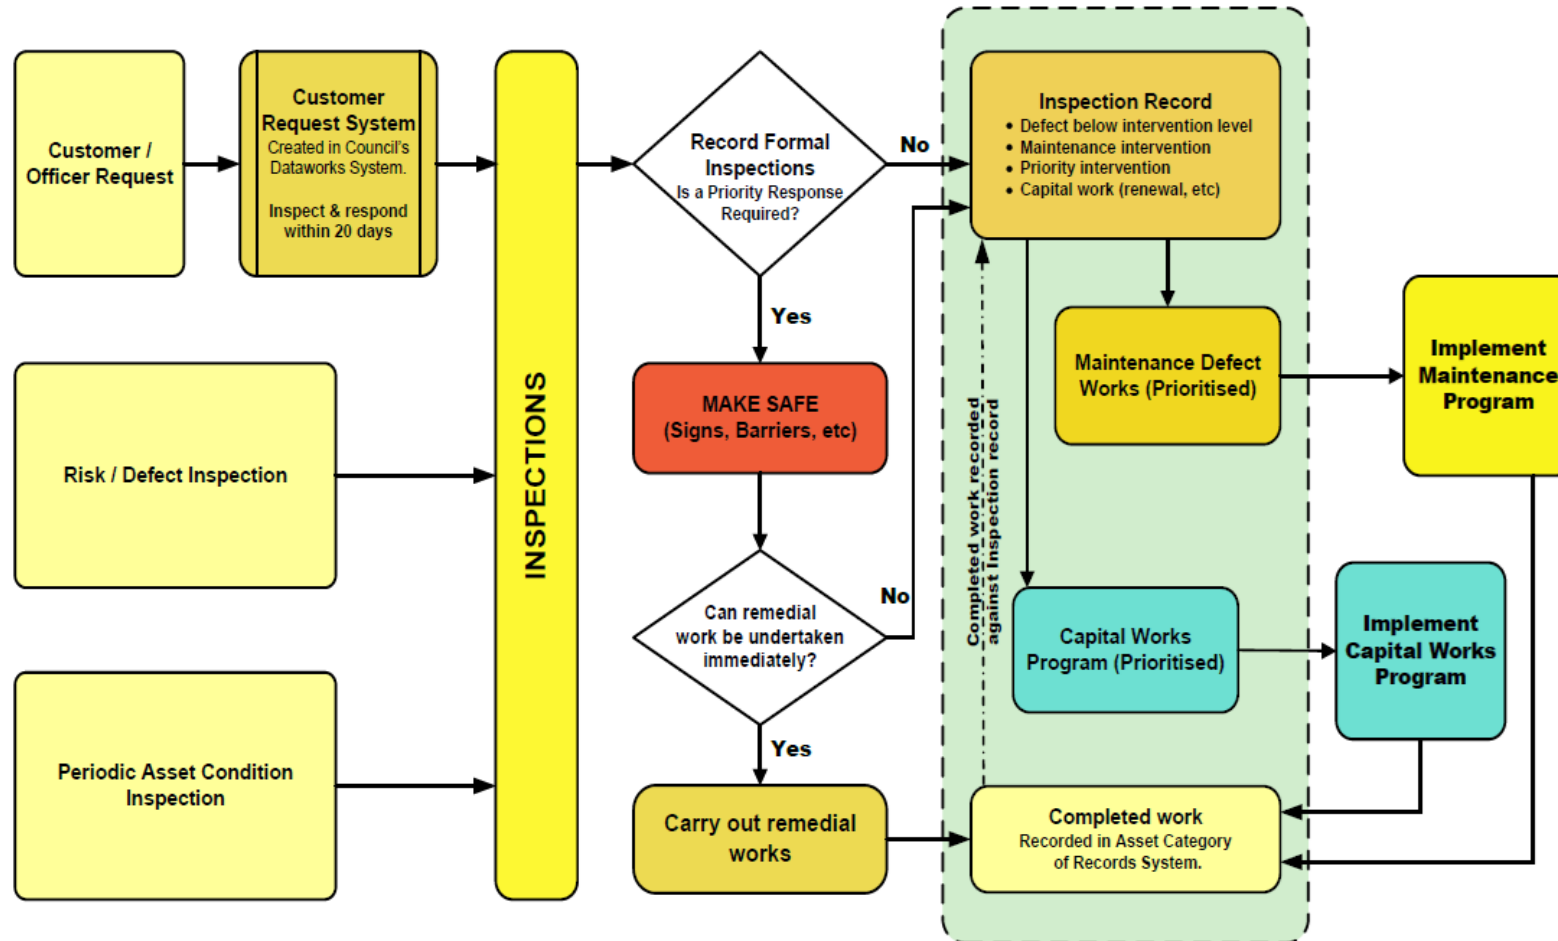 Customer /
Officer Request
Customer
Request System
Created in Council's
Dataworks System.
Inspect & respond
within 20 days
Risk / Defect Inspection
Periodic Asset Condition
Inspection
INSPECTIONS
Record Formal
Inspections
Is a Priority Response
Required?
No
Yes
MAKE SAFE
(Signs, Barriers, etc)
Can remedial
work be undertaken
immediately?
No
Yes
Carry out remedial
works
Inspection Record
• Defect below intervention level
• Maintenance intervention
• Priority intervention
• Capital work (renewal, etc)
Maintenance Defect
Works (Prioritised)
Completed work recorded
against Inspection record
Capital Works
Program (Prioritised)
Completed work
Recorded in Asset Category
of Records System.
Implement
Maintenance
Program
Implement
Capital Works
Program